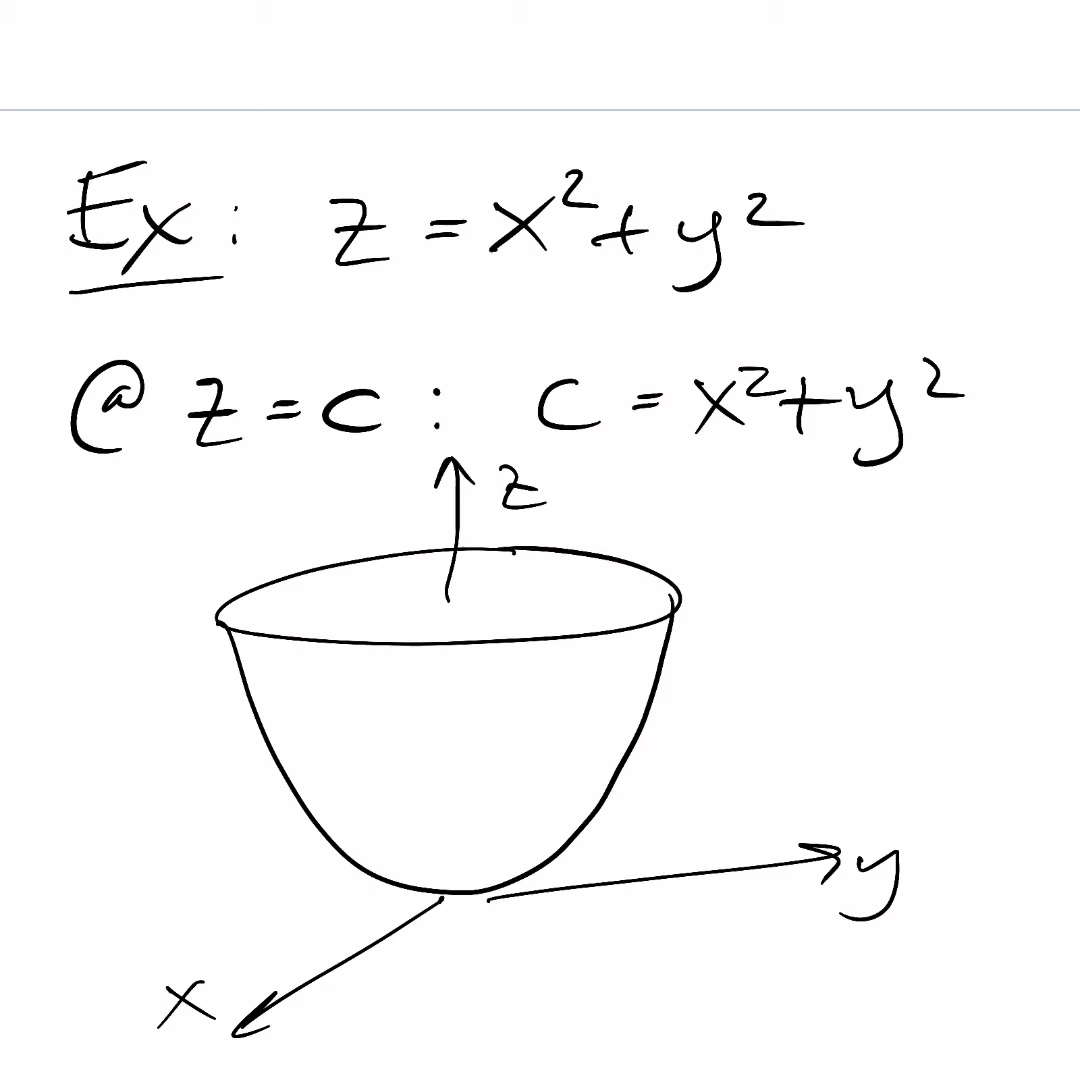 Ex: z = x²+y²
@ z=c: c = x²+y²
z
y
x